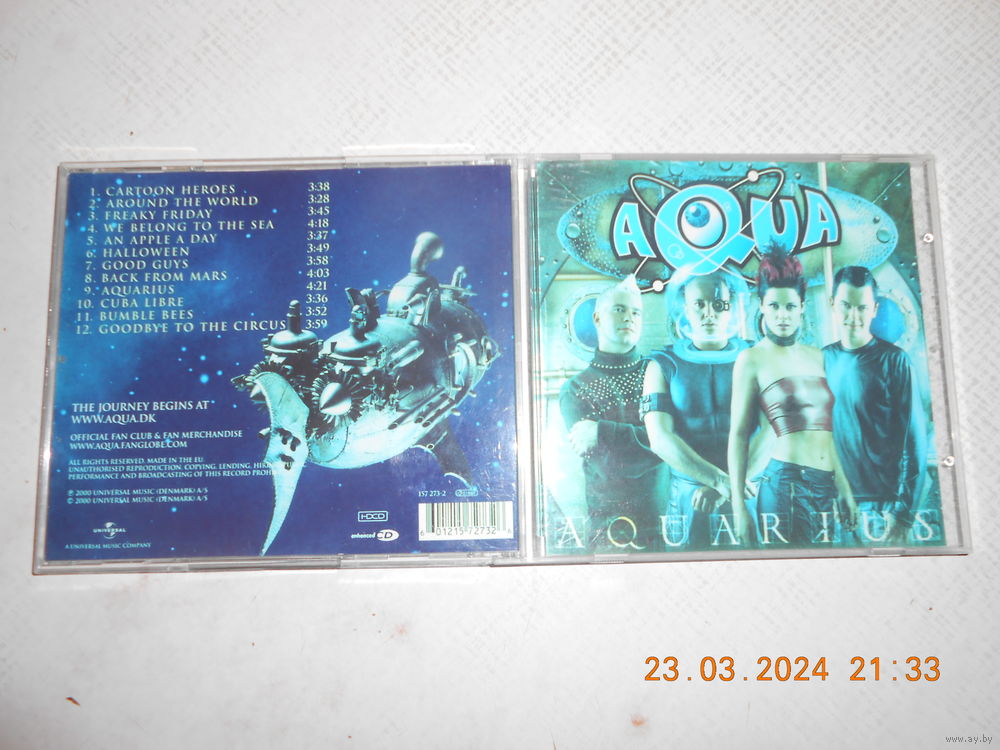 1. CARTOON HEROES 3:38
2. AROUND THE WORLD 3:28
3. FREAKY FRIDAY 3:45
4. WE BELONG TO THE SEA 4:18
5. AN APPLE A DAY 3:37
6. HALLOWEEN 3:49
7. GOOD GUYS 3:58
8. BACK FROM MARS 4:03
9. AQUARIUS 4:21
10. CUBA LIBRE 3:36
11. BUMBLE BEES 3:52
12. GOODBYE TO THE CIRCUS 3:59
THE JOURNEY BEGINS AT
WWW.AQUA.DK
OFFICIAL FAN CLUB & FAN MERCHANDISE
WWW.AQUA.FANGLOBE.COM
ALL RIGHTS RESERVED. MADE IN THE EU.
UNAUTHORISED REPRODUCTION, COPYING, LENDING,
PERFORMANCE AND BROADCASTING OF THIS RECORD
℗ 2000 UNIVERSAL MUSIC (DENMARK) A/S
© 2000 UNIVERSAL MUSIC (DENMARK) A/S
UNIVERSAL
A UNIVERSAL MUSIC COMPANY
157 273-2
HDCD
enhanced CD
6 01215 72732 6
AQUA
AQUARIUS
23.03.2024 21:33
www.ay.by